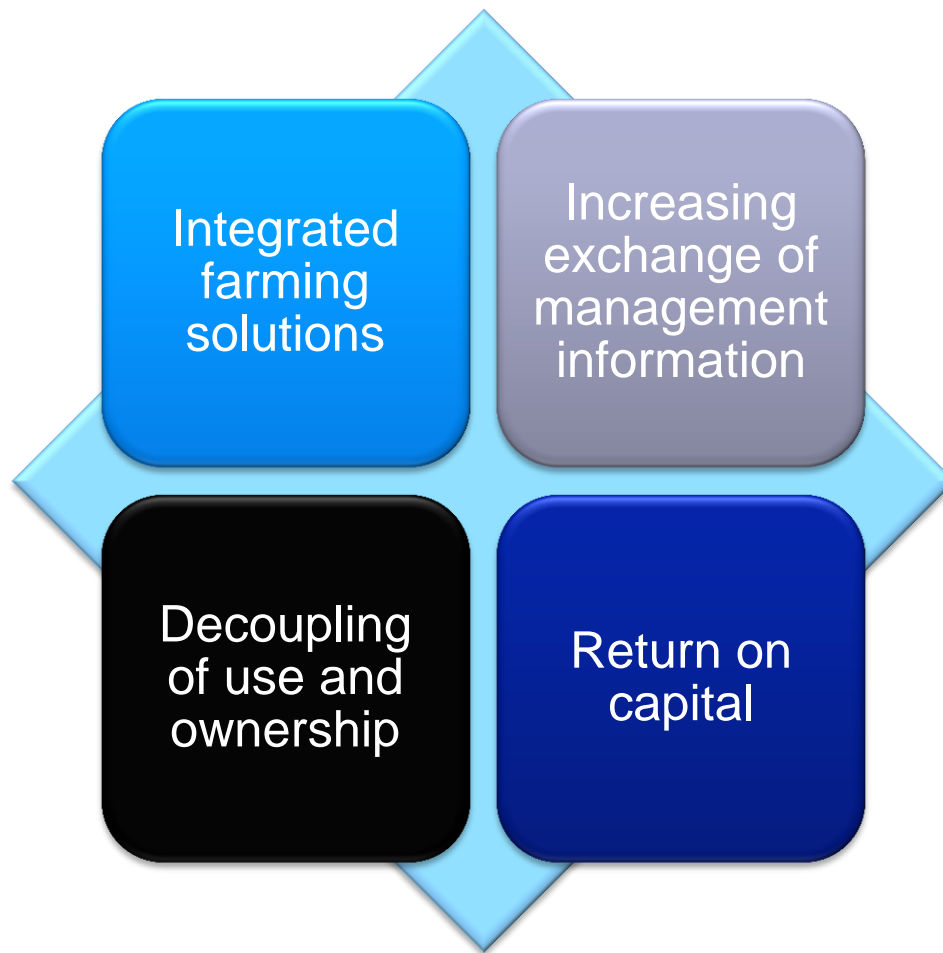 Integrated
farming
solutions
Increasing
exchange of
management
information
Decoupling
of use and
ownership
Return on
capital